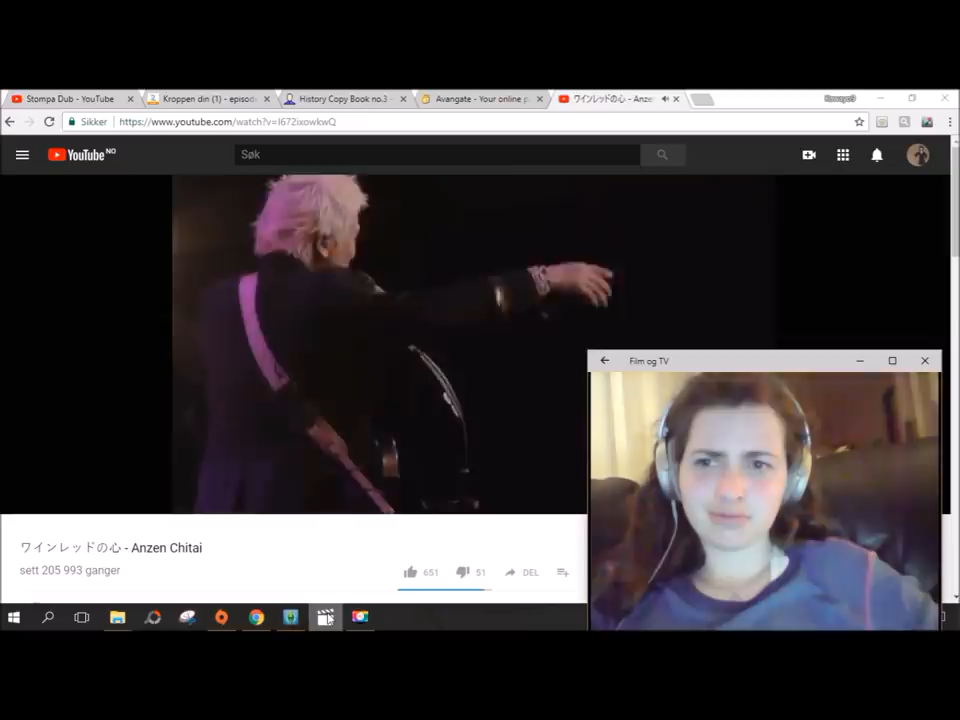 Stompa Dub - YouTube
Kroppen din (1) - episod
History Copy Book no.3 -
Avangate - Your online p
ワインレッドの心 - Anze
Sikker
https://www.youtube.com/watch?v=I672ixowkwQ
YouTube NO
Søk
Film og TV
ワインレッドの心 - Anzen Chitai
sett 205 993 ganger
651
51
DEL